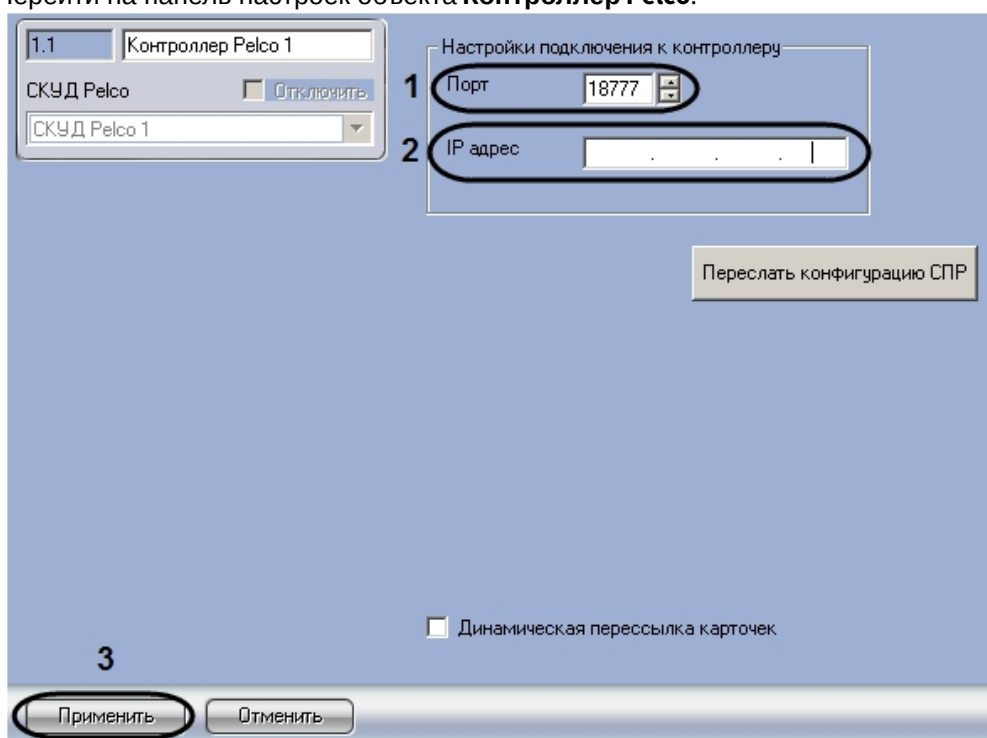 перейти на панель настроек объекта Контроллер Pelco.
1.1 Контроллер Pelco 1
СКУД Pelco Отключить
СКУД Pelco 1
Настройки подключения к контроллеру
1 Порт 18777
2 IP адрес . . .
Переслать конфигурацию СПР
Динамическая перессылка карточек
3
Применить Отменить